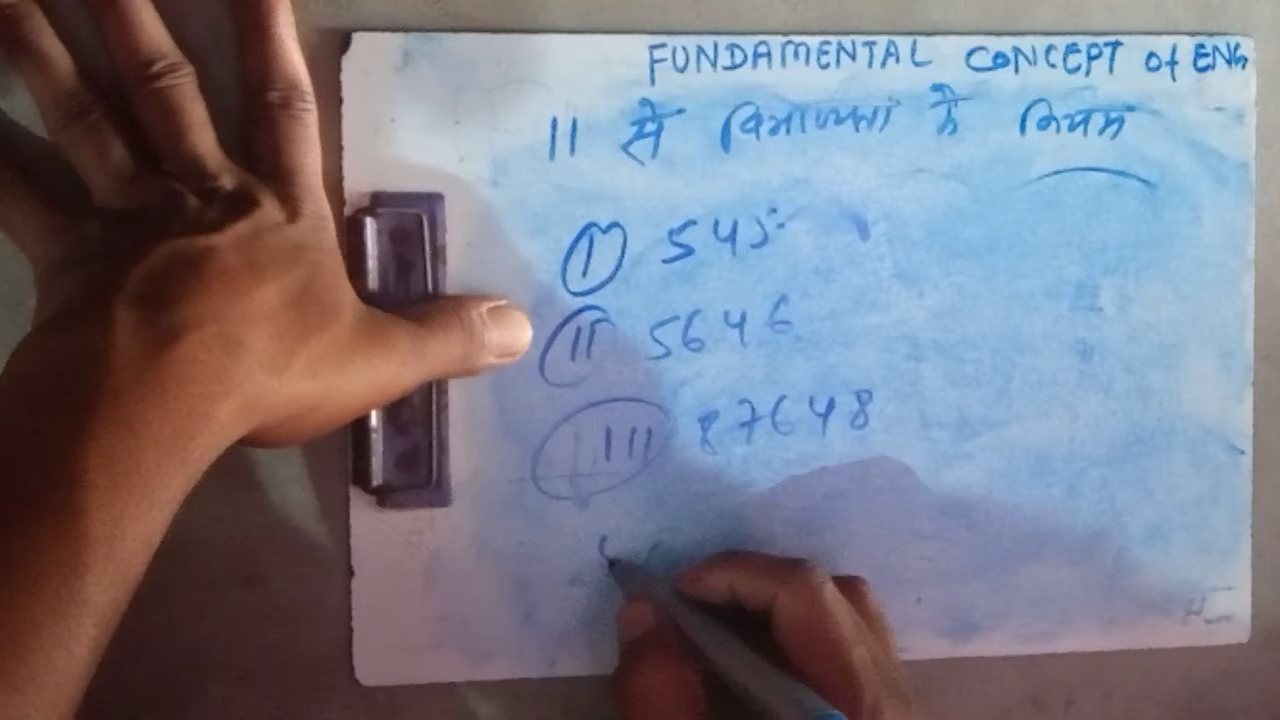 FUNDAMENTAL CONCEPT of ENG
11 से विभाज्यता के नियम
I 545
II 5646
III 87648